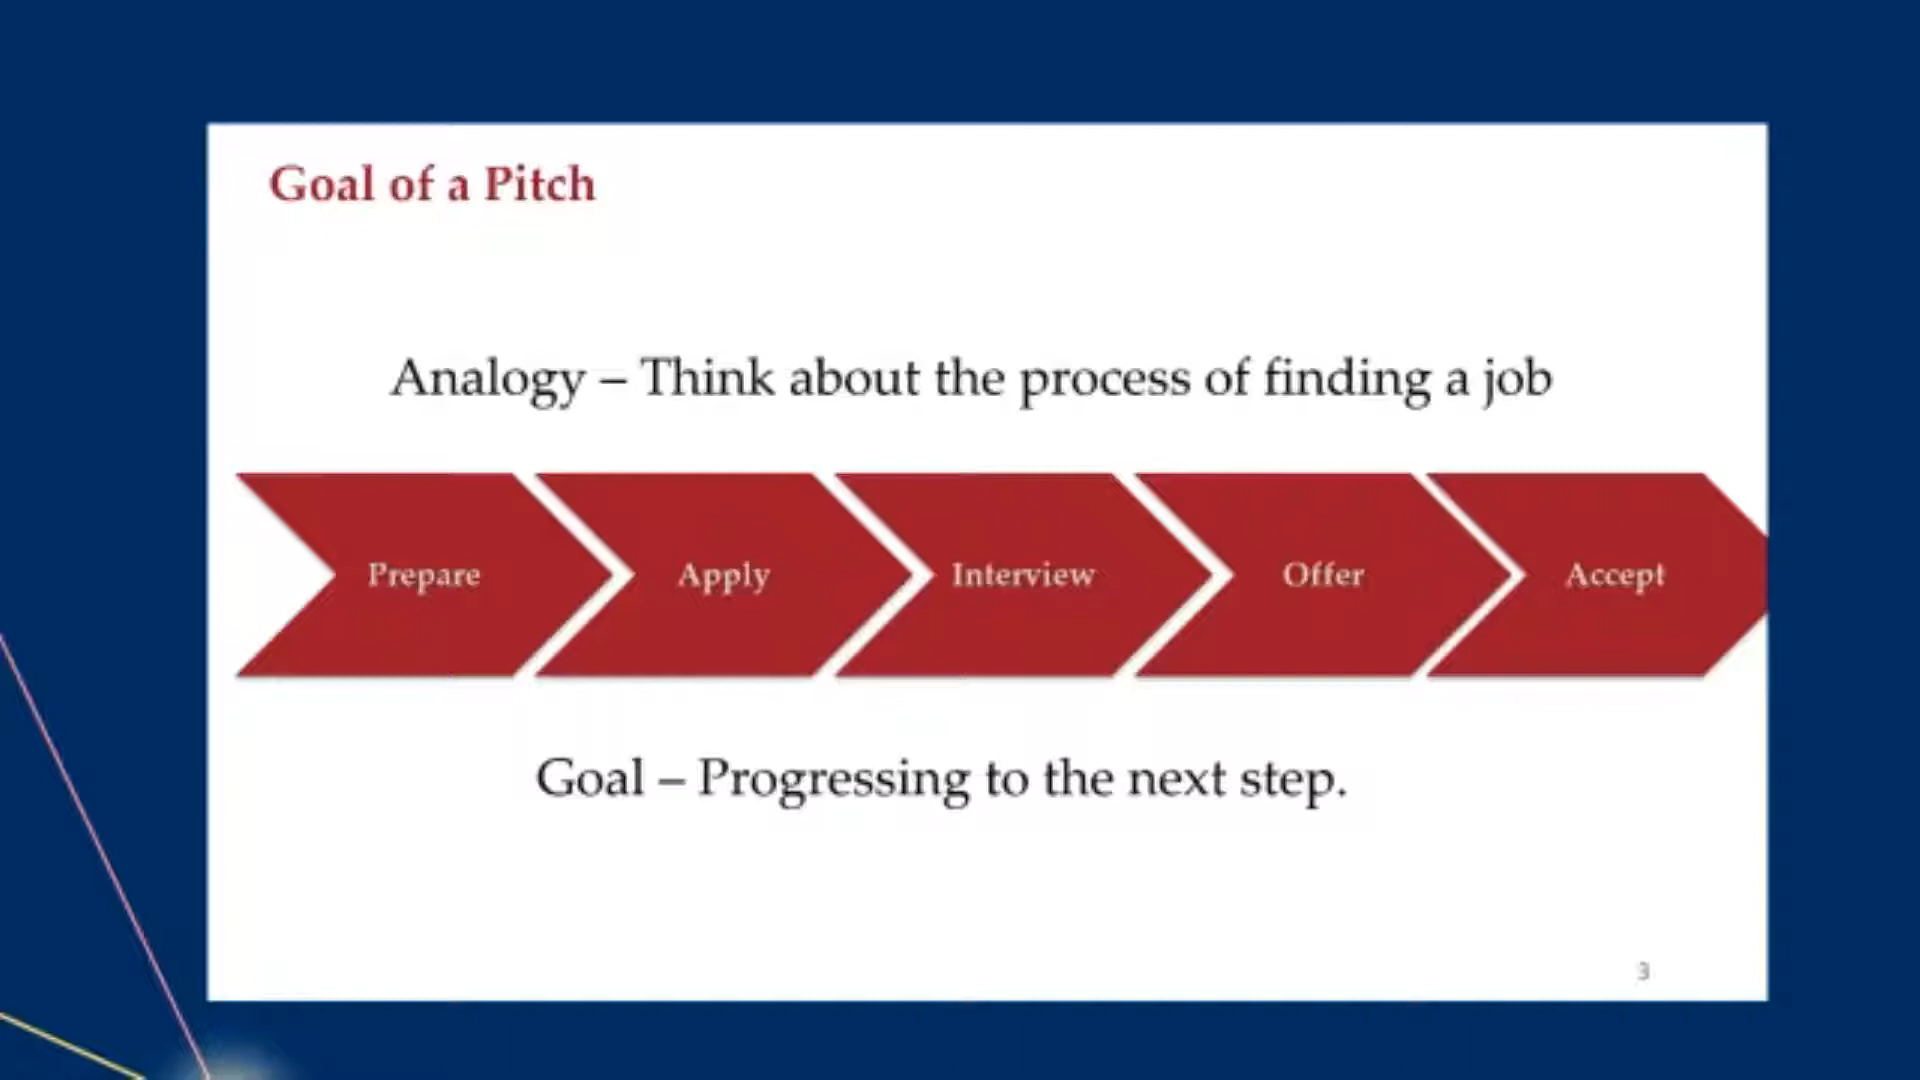 Goal of a Pitch
Analogy – Think about the process of finding a job
Prepare
Apply
Interview
Offer
Accept
Goal – Progressing to the next step.
3